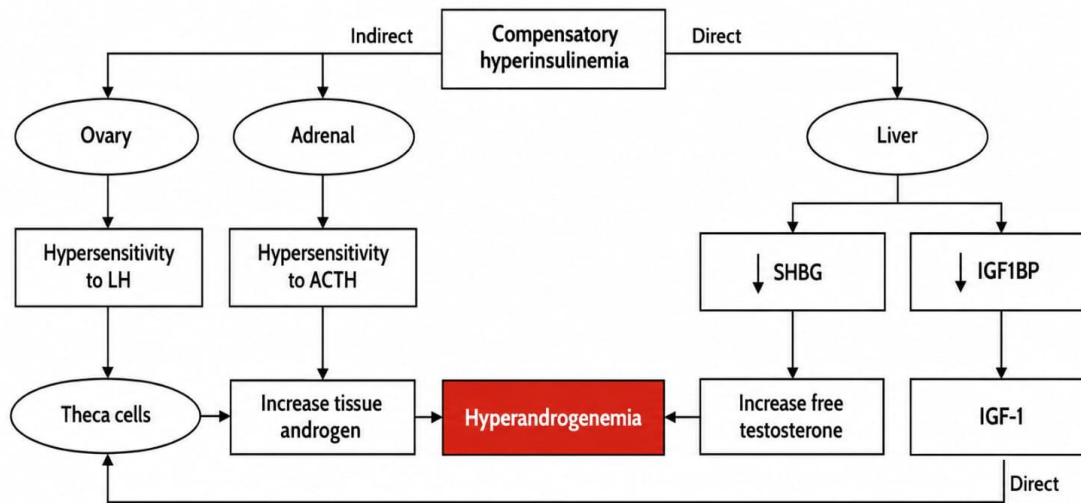 Indirect
Compensatory
hyperinsulinemia
Direct
Ovary
Adrenal
Liver
Hypersensitivity
to LH
Hypersensitivity
to ACTH
↓ SHBG
↓ IGF1BP
Theca cells
Increase tissue
androgen
Hyperandrogenemia
Increase free
testosterone
IGF-1
Direct